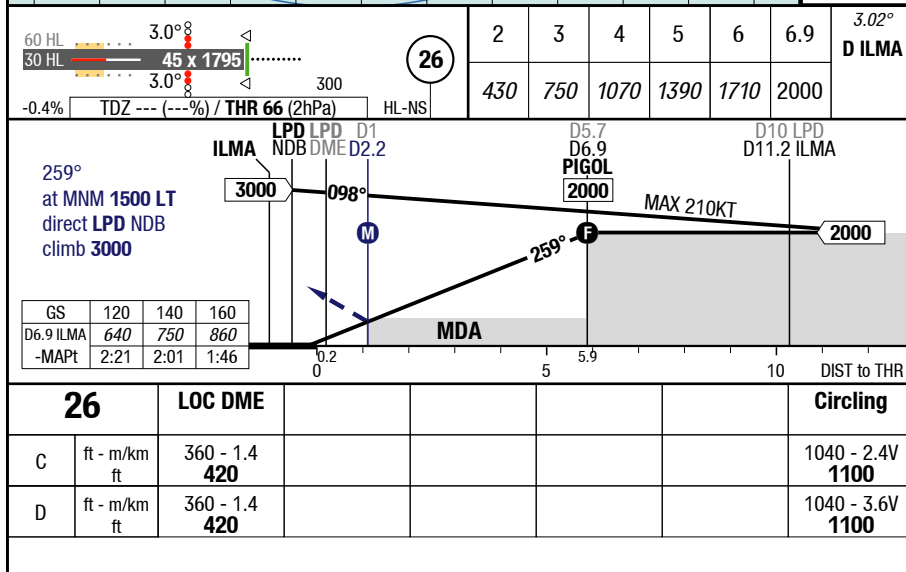 60 HL
3.0°
30 HL
45 x 1795
3.0°
300
-0.4%
TDZ --- (---%) / THR 66 (2hPa)
HL-NS
26
2 3 4 5 6 6.9
3.02°
D ILMA
430 750 1070 1390 1710 2000
LPD LPD D1
ILMA NDB DME D2.2
D5.7
D6.9
PIGOL
2000
D10 LPD
D11.2 ILMA
259°
at MNM 1500 LT
direct LPD NDB
climb 3000
3000
098°
MAX 210KT
M
F
259°
2000
MDA
GS 120 140 160
D6.9 ILMA 640 750 860
-MAPt 2:21 2:01 1:46
0.2
5.9
0 5 10 DIST to THR
26 LOC DME Circling
C ft - m/km 360 - 1.4 1040 - 2.4V
ft 420 1100
D ft - m/km 360 - 1.4 1040 - 3.6V
ft 420 1100